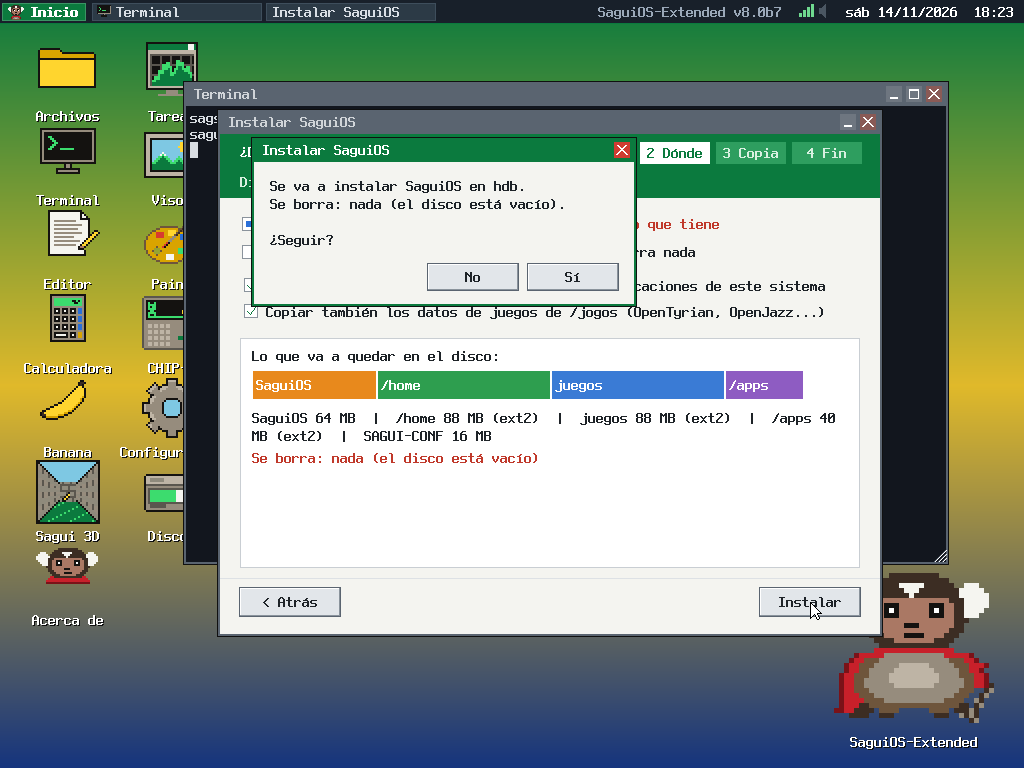 Inicio
Terminal
Instalar SaguiOS
SaguiOS-Extended v8.0b7
sáb 14/11/2026
18:23
Archivos
Terminal
Editor
Calculadora
Banana
Sagui 3D
Acerca de
Terminal
Instalar SaguiOS
2 Dónde
3 Copia
4 Fin
Instalar SaguiOS
Se va a instalar SaguiOS en hdb.
Se borra: nada (el disco está vacío).
¿Seguir?
No
Sí
que tiene
nada
de este sistema
Copiar también los datos de juegos de /jogos (OpenTyrian, OpenJazz...)
Lo que va a quedar en el disco:
SaguiOS
/home
juegos
/apps
SaguiOS 64 MB | /home 88 MB (ext2) | juegos 88 MB (ext2) | /apps 40
MB (ext2) | SAGUI-CONF 16 MB
Se borra: nada (el disco está vacío)
< Atrás
Instalar
SaguiOS-Extended